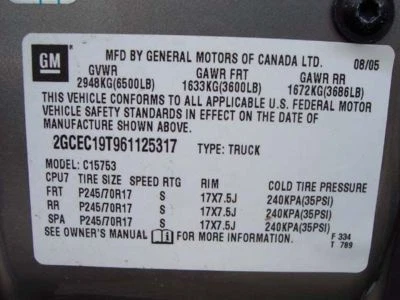 GM
MFD BY GENERAL MOTORS OF CANADA LTD. 08/05
GVWR GAWR FRT GAWR RR
2948KG(6500LB) 1633KG(3600LB) 1672KG(3686LB)
THIS VEHICLE CONFORMS TO ALL APPLICABLE U.S. FEDERAL MOTOR
VEHICLE SAFETY STANDARDS IN EFFECT ON THE DATE OF
MANUFACTURE SHOWN ABOVE.
2GCEC19T961125317 TYPE: TRUCK
MODEL: C15753
CPU7 TIRE SIZE SPEED RTG RIM COLD TIRE PRESSURE
FRT P245/70R17 S 17X7.5J 240KPA(35PSI)
RR P245/70R17 S 17X7.5J 240KPA(35PSI)
SPA P245/70R17 S 17X7.5J 240KPA(35PSI)
SEE OWNER'S MANUAL FOR MORE INFORMATION. F 334
T 789